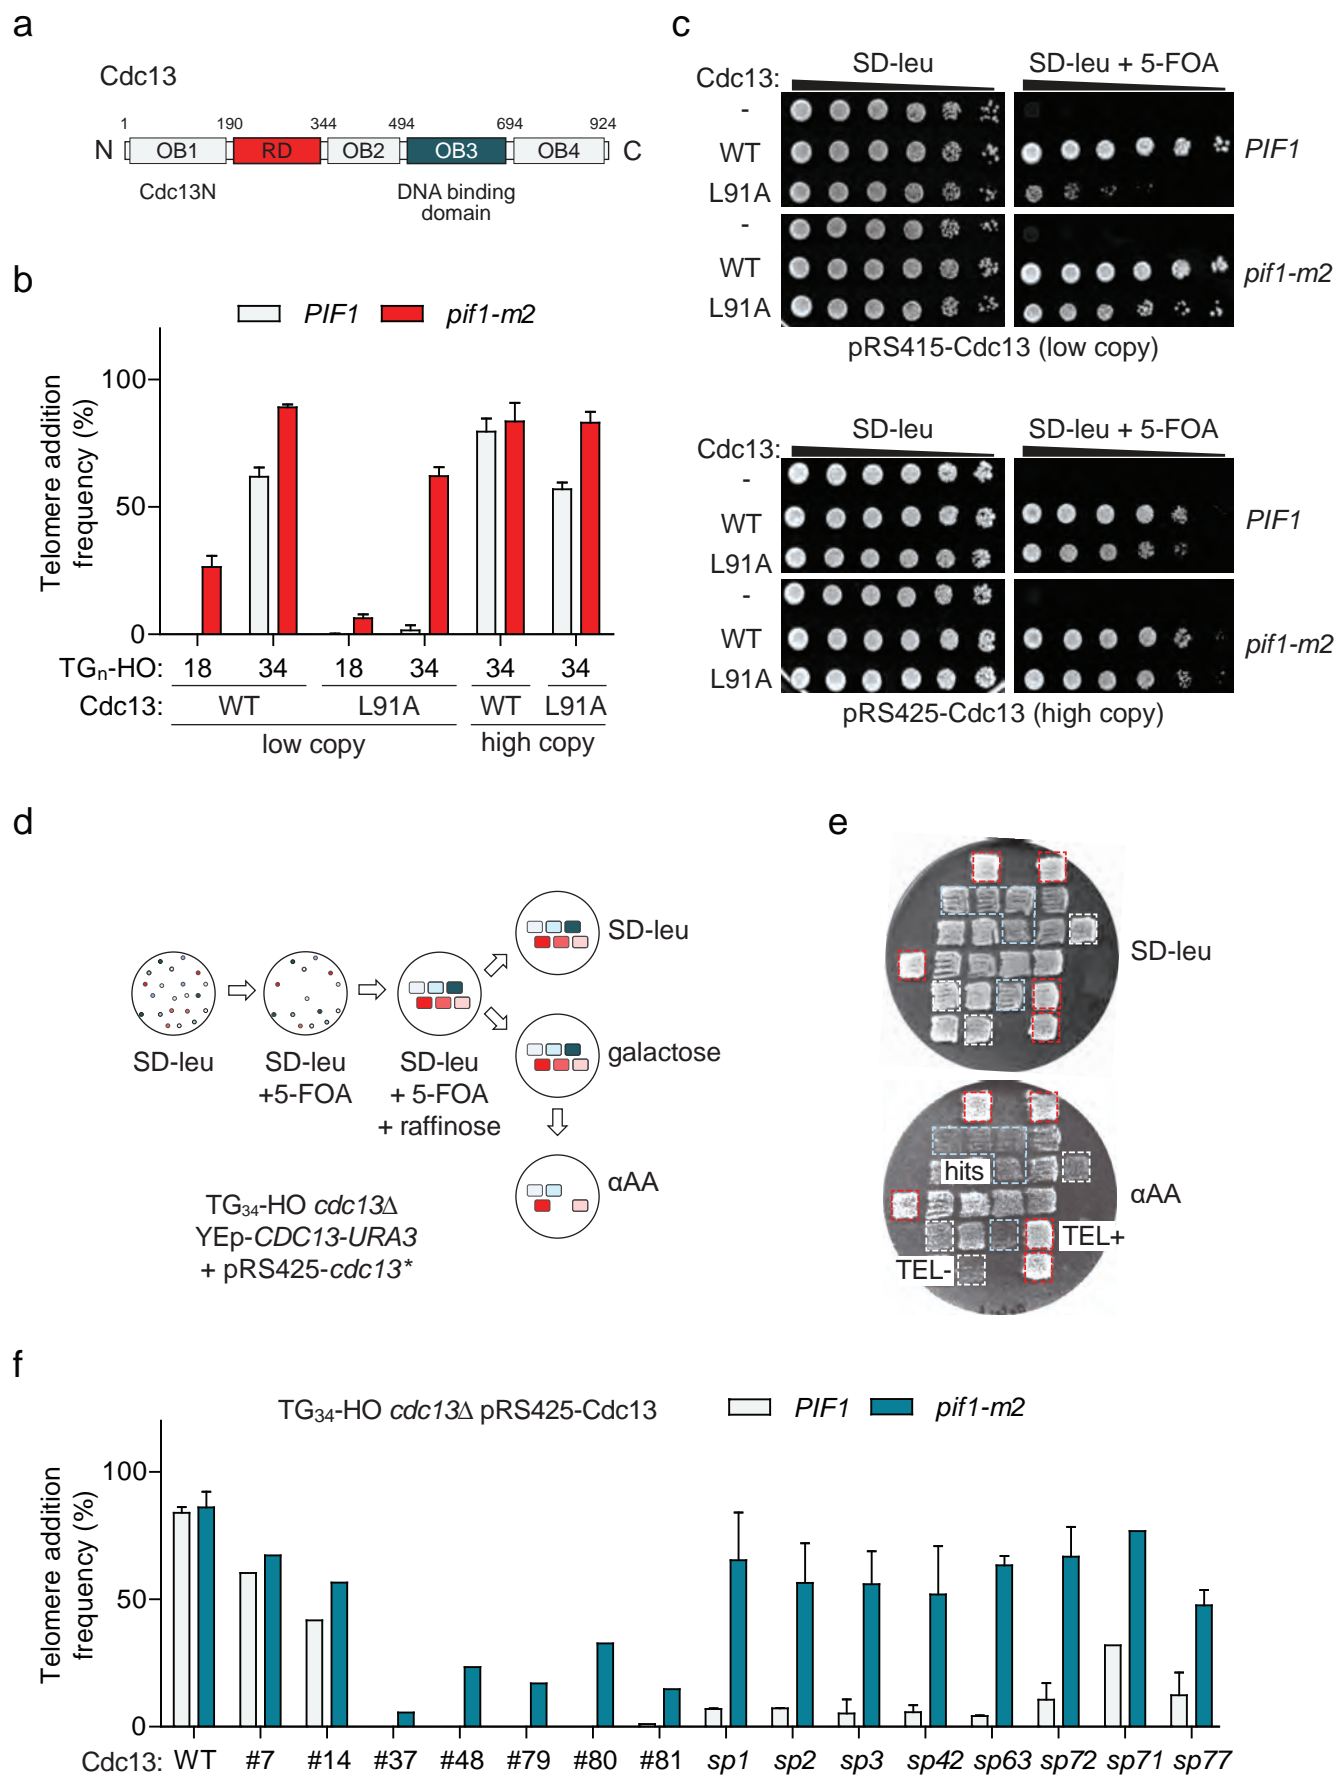 a
Cdc13
1 190 344 494 694 924
N OB1 RD OB2 OB3 OB4 C
Cdc13N
DNA binding
domain
b
PIF1 pif1-m2
Telomere addition
frequency (%)
100
50
0
TGn-HO: 18 34 18 34 34 34
Cdc13: WT L91A WT L91A
low copy high copy
c
SD-leu SD-leu + 5-FOA
Cdc13:
-
WT
L91A
PIF1
-
WT
L91A
pif1-m2
pRS415-Cdc13 (low copy)
SD-leu SD-leu + 5-FOA
Cdc13:
-
WT
L91A
PIF1
-
WT
L91A
pif1-m2
pRS425-Cdc13 (high copy)
d
SD-leu
SD-leu
+5-FOA
SD-leu
+ 5-FOA
+ raffinose
SD-leu
galactose
αAA
TG34-HO cdc13Δ
YEp-CDC13-URA3
+ pRS425-cdc13*
e
SD-leu
hits
αAA
TEL+
TEL-
f
TG34-HO cdc13Δ pRS425-Cdc13
PIF1 pif1-m2
Telomere addition
frequency (%)
100
50
0
Cdc13: WT #7 #14 #37 #48 #79 #80 #81 sp1 sp2 sp3 sp42 sp63 sp72 sp71 sp77